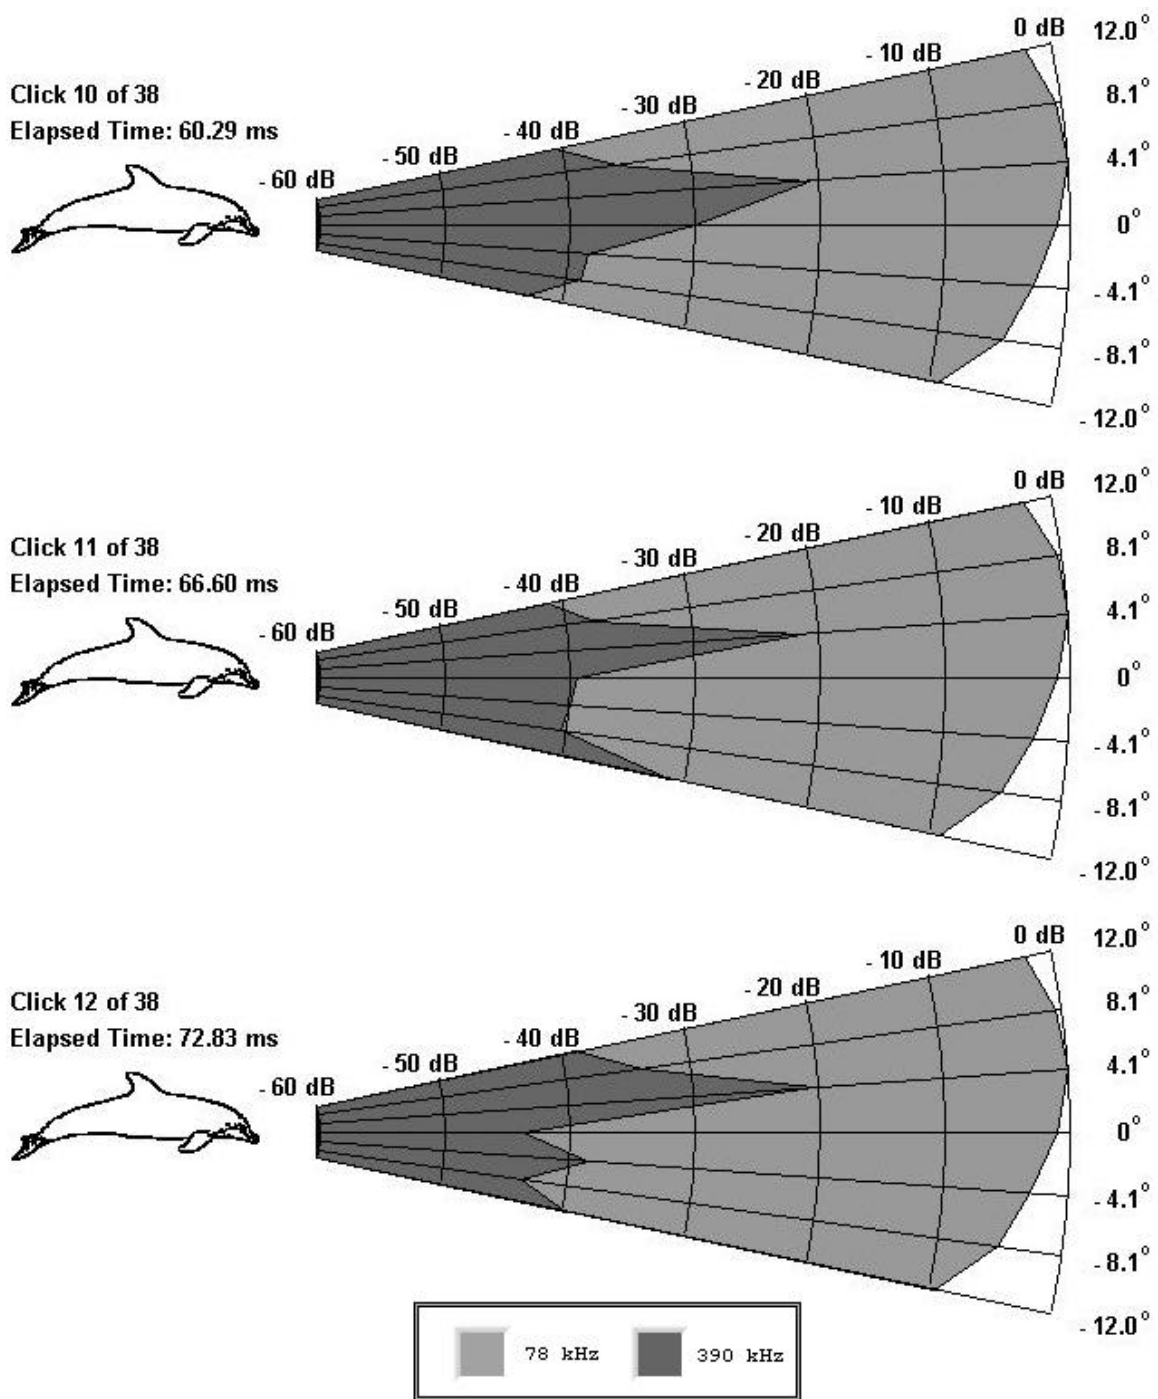 0 dB 12.0°
- 10 dB
Click 10 of 38
- 20 dB
8.1°
- 30 dB
Elapsed Time: 60.29 ms
- 40 dB
- 50 dB
4.1°
- 60 dB
0°
- 4.1°
- 8.1°
- 12.0°
0 dB 12.0°
- 10 dB
Click 11 of 38
- 20 dB
8.1°
- 30 dB
Elapsed Time: 66.60 ms
- 40 dB
- 50 dB
4.1°
- 60 dB
0°
- 4.1°
- 8.1°
- 12.0°
0 dB 12.0°
- 10 dB
Click 12 of 38
- 20 dB
8.1°
- 30 dB
Elapsed Time: 72.83 ms
- 40 dB
- 50 dB
4.1°
- 60 dB
0°
- 4.1°
- 8.1°
- 12.0°
78 kHz 390 kHz